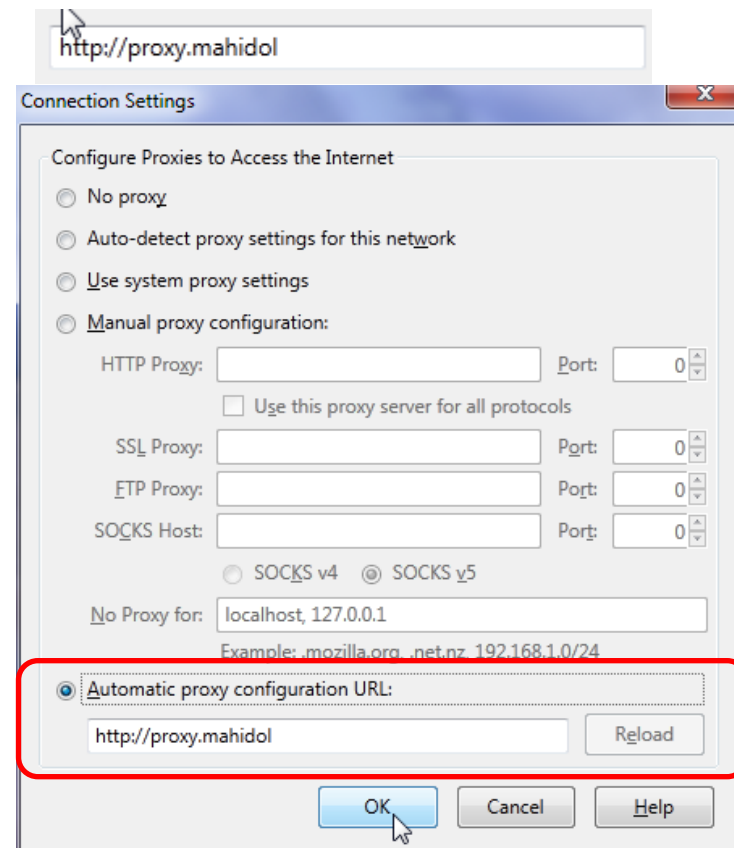 http://proxy.mahidol
Connection Settings
x
Configure Proxies to Access the Internet
No proxy
Auto-detect proxy settings for this network
Use system proxy settings
Manual proxy configuration:
HTTP Proxy: Port: 0
Use this proxy server for all protocols
SSL Proxy: Port: 0
FTP Proxy: Port: 0
SOCKS Host: Port: 0
SOCKS v4 SOCKS v5
No Proxy for: localhost, 127.0.0.1
Example: .mozilla.org, .net.nz, 192.168.1.0/24
Automatic proxy configuration URL:
http://proxy.mahidol Reload
OK Cancel Help